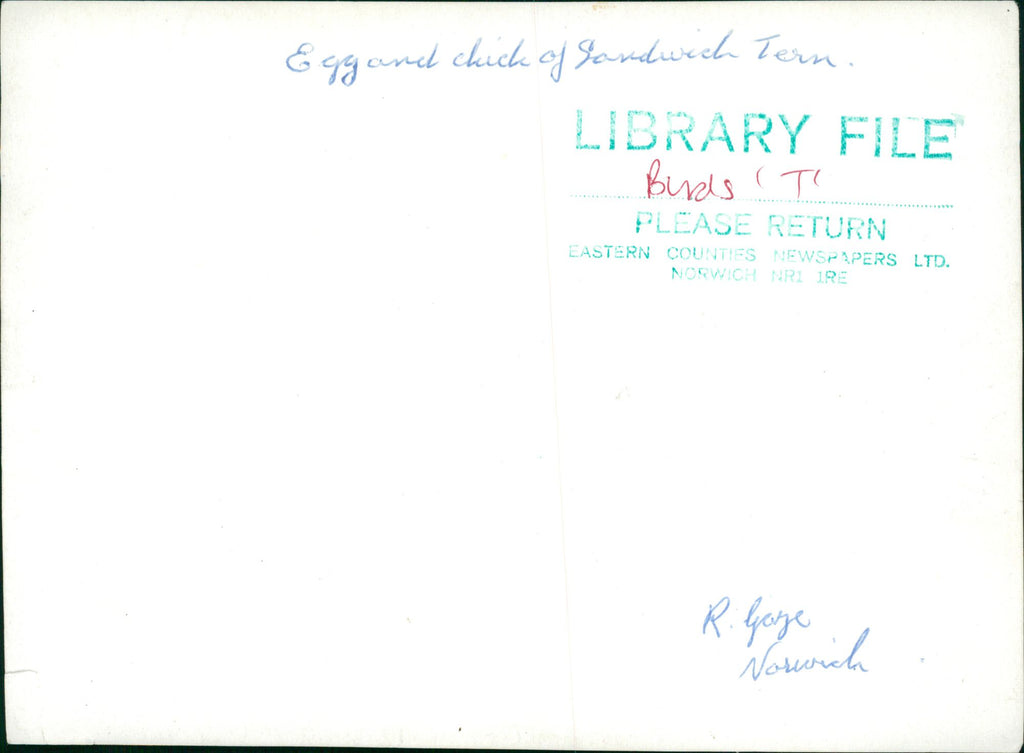 Egg and chick of Sandwich Tern.
LIBRARY FILE
Birds 'T'
PLEASE RETURN
EASTERN COUNTIES NEWSPAPERS LTD.
NORWICH NR1 1RE
R. Gaze
Norwich